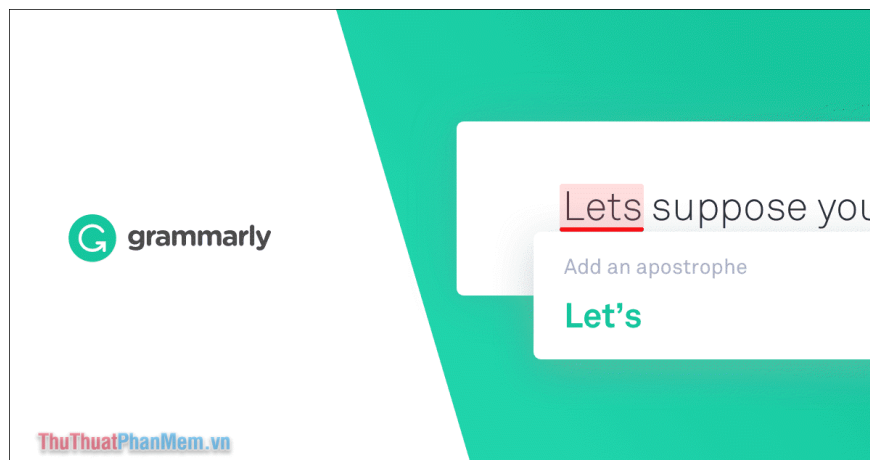 grammarly
Lets suppose you
Add an apostrophe
Let’s
ThuThuatPhanMem.vn